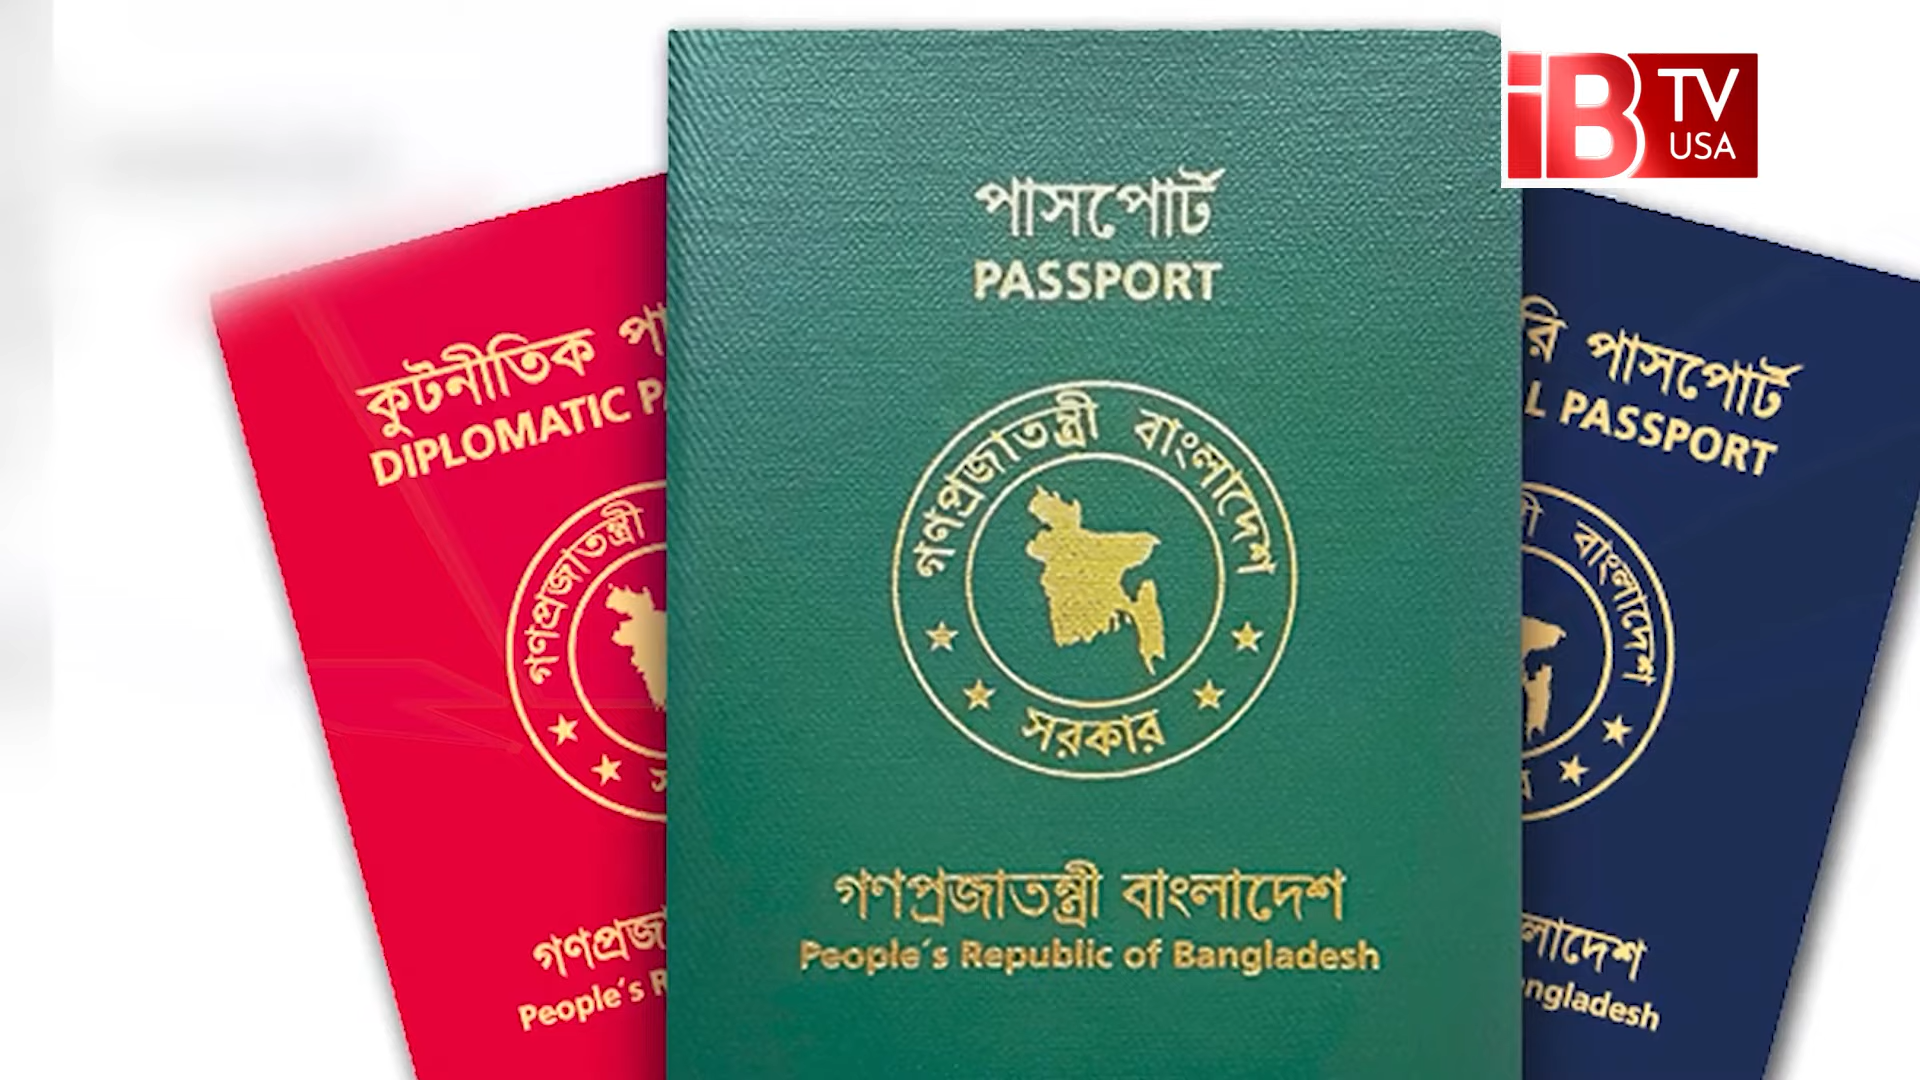 iB TV
USA
পাসপোর্ট
PASSPORT
গণপ্রজাতন্ত্রী বাংলাদেশ
সরকার
গণপ্রজাতন্ত্রী বাংলাদেশ
People's Republic of Bangladesh
কুটনীতিক
DIPLOMATIC
গণপ্রজাতন্ত্রী
People's
পাসপোর্ট
PASSPORT
বাংলাদেশ